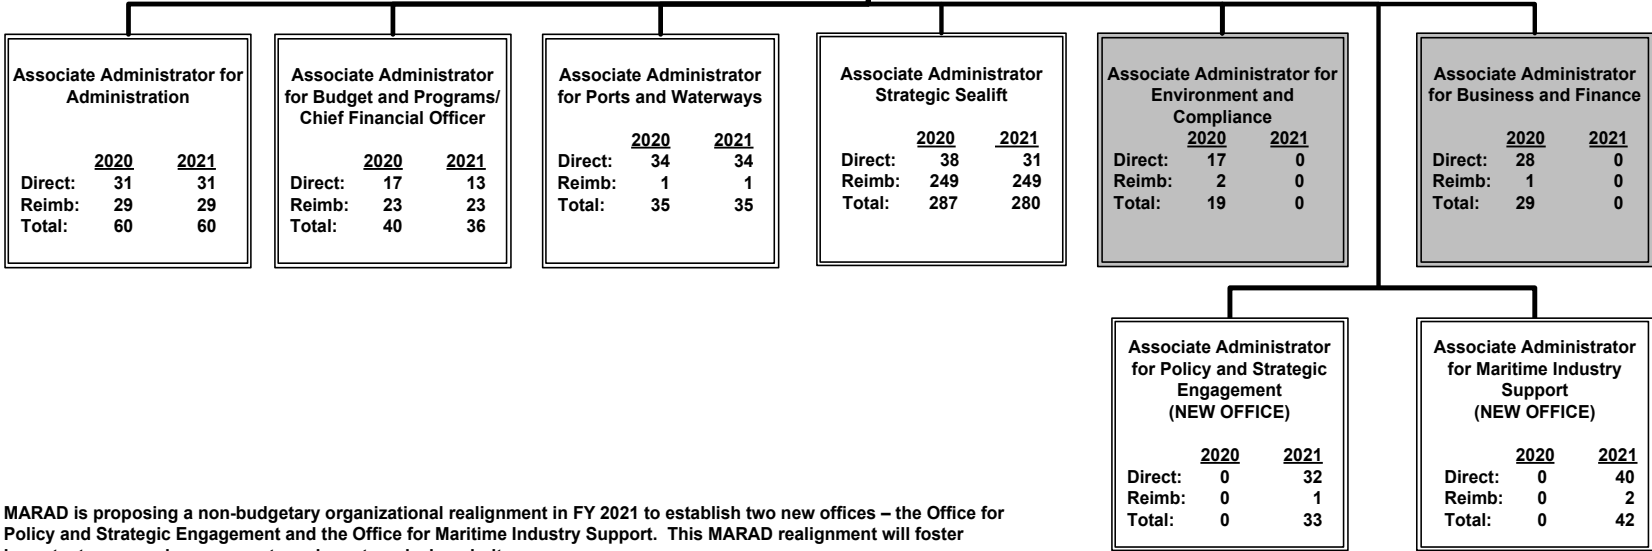 Associate Administrator for
Administration
2020 2021
Direct: 31 31
Reimb: 29 29
Total: 60 60
Associate Administrator
for Budget and Programs/
Chief Financial Officer
2020 2021
Direct: 17 13
Reimb: 23 23
Total: 40 36
Associate Administrator
for Ports and Waterways
2020 2021
Direct: 34 34
Reimb: 1 1
Total: 35 35
Associate Administrator
Strategic Sealift
2020 2021
Direct: 38 31
Reimb: 249 249
Total: 287 280
Associate Administrator for
Environment and
Compliance
2020 2021
Direct: 17 0
Reimb: 2 0
Total: 19 0
Associate Administrator
for Business and Finance
2020 2021
Direct: 28 0
Reimb: 1 0
Total: 29 0
Associate Administrator
for Policy and Strategic
Engagement
(NEW OFFICE)
2020 2021
Direct: 0 32
Reimb: 0 1
Total: 0 33
Associate Administrator
for Maritime Industry
Support
(NEW OFFICE)
2020 2021
Direct: 0 40
Reimb: 0 2
Total: 0 42
MARAD is proposing a non-budgetary organizational realignment in FY 2021 to establish two new offices – the Office for
Policy and Strategic Engagement and the Office for Maritime Industry Support. This MARAD realignment will foster